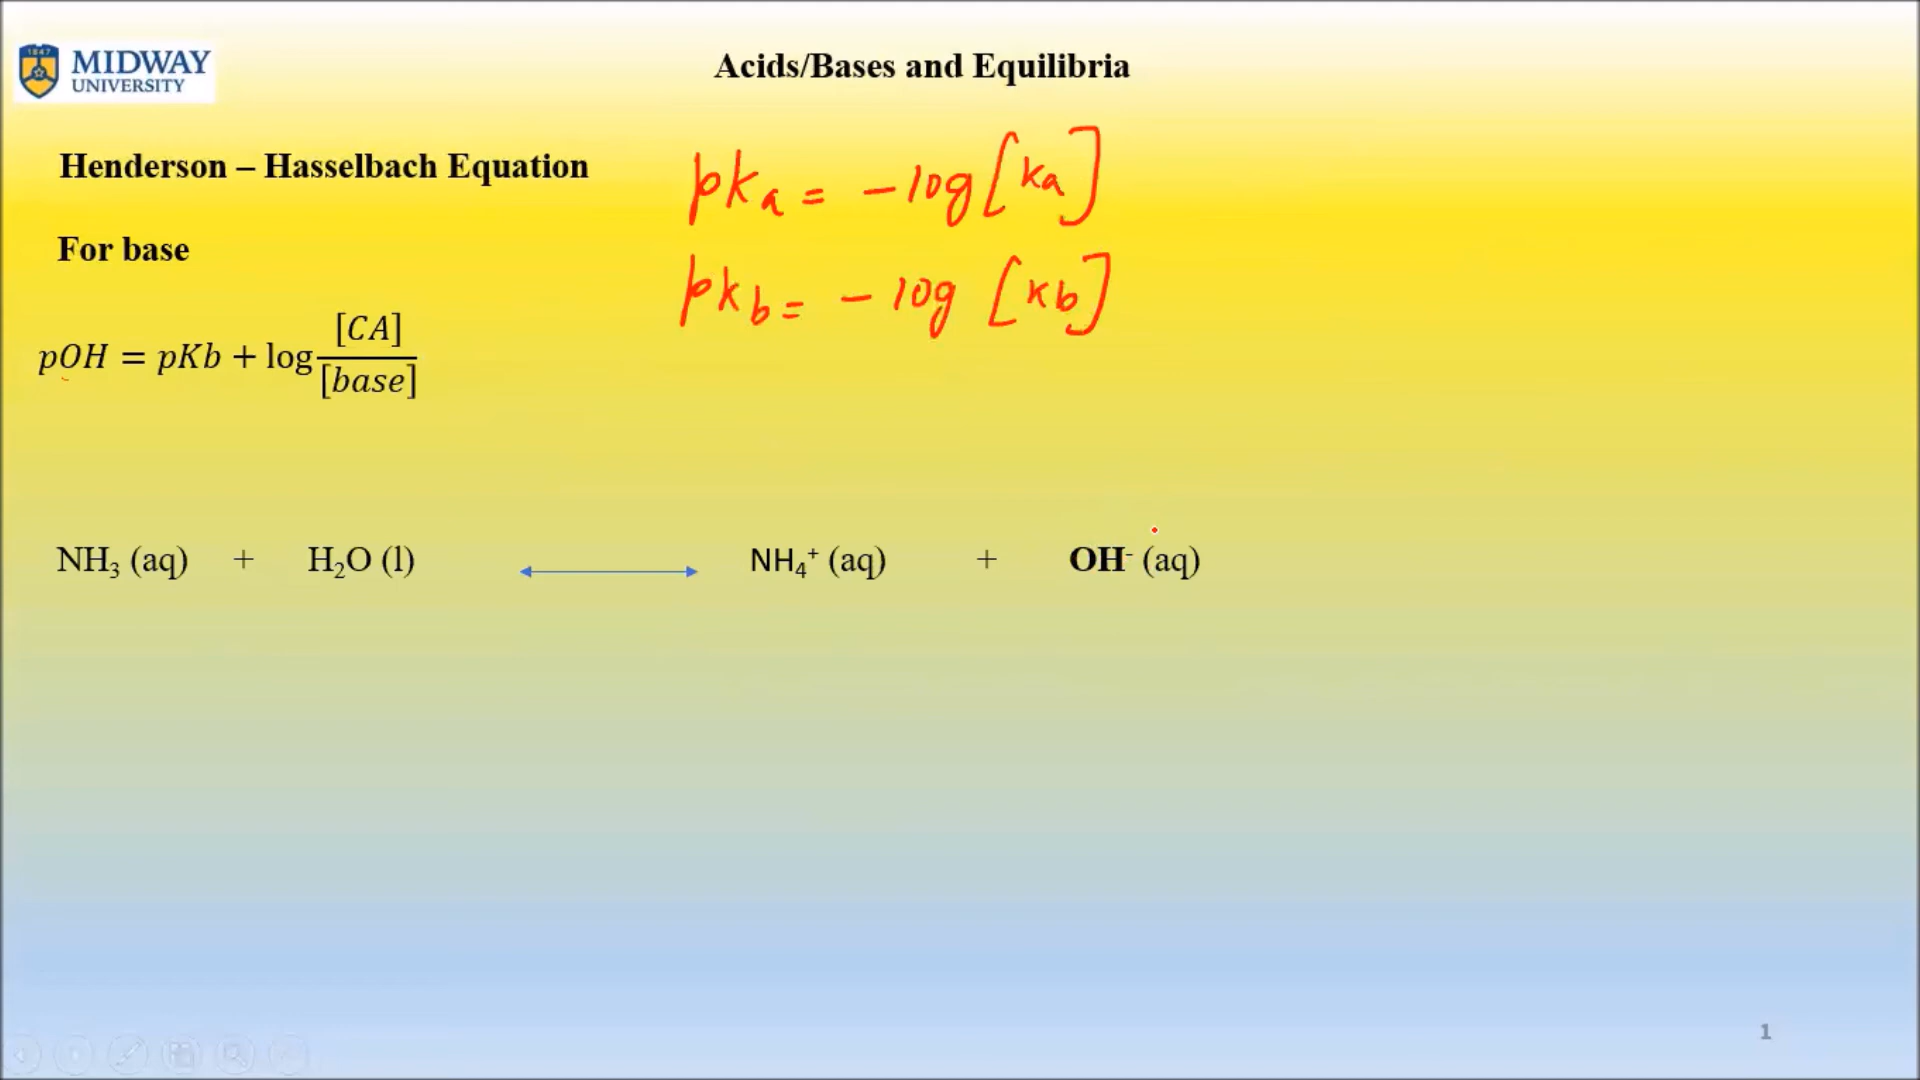 1847
MIDWAY
UNIVERSITY
Acids/Bases and Equilibria
Henderson – Hasselbach Equation
pka = -log[ka]
For base
pkb = -log [kb]
pOH = pKb + log [CA]/[base]
NH₃ (aq) + H₂O (l) ⟷ NH₄⁺ (aq) + OH⁻ (aq)
1